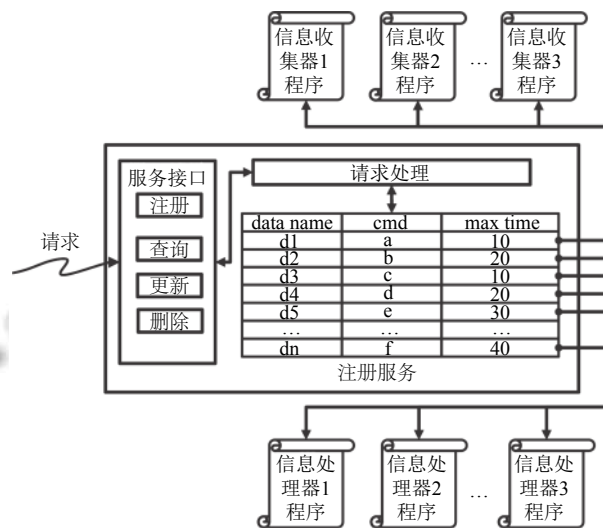 信息收
集器1
程序
信息收
集器2
程序
…
信息收
集器3
程序
服务接口
注册
查询
更新
删除
请求
请求处理
data name cmd max time
d1 a 10
d2 b 20
d3 c 10
d4 d 20
d5 e 30
… … …
dn f 40
注册服务
信息处
理器1
程序
信息处
理器2
程序
…
信息处
理器3
程序